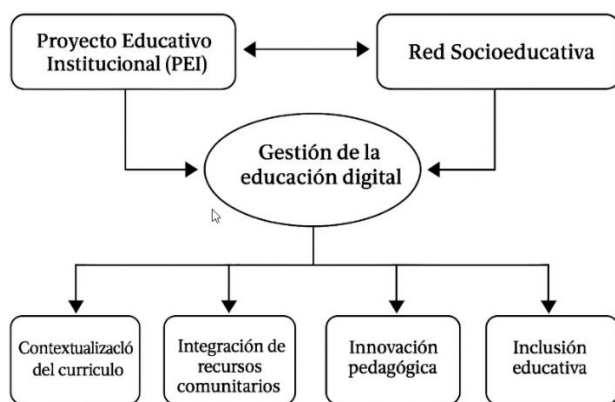 Proyecto Educativo
Institucional (PEI)
Red Socioeducativa
Gestión de la
educación digital
Contextualizació
del curriculo
Integración de
recursos
comunitarios
Innovación
pedagógica
Inclusión
educativa